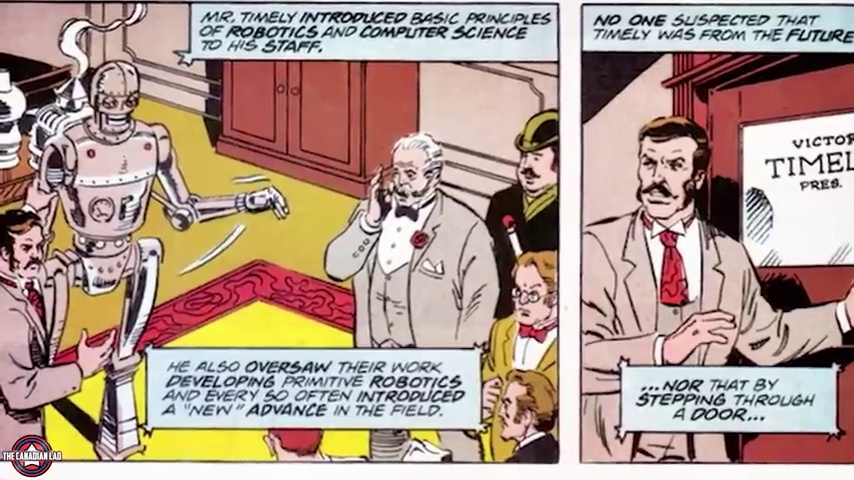 MR. TIMELY INTRODUCED BASIC PRINCIPLES
OF ROBOTICS AND COMPUTER SCIENCE
TO HIS STAFF.
HE ALSO OVERSAW THEIR WORK
DEVELOPING PRIMITIVE ROBOTICS
AND EVERY SO OFTEN INTRODUCED
A "NEW" ADVANCE IN THE FIELD.
NO ONE SUSPECTED THAT
TIMELY WAS FROM THE FUTURE
VICTOR
TIMEL
PRES.
...NOR THAT BY
STEPPING THROUGH
A DOOR...
THE CANADIAN LAD